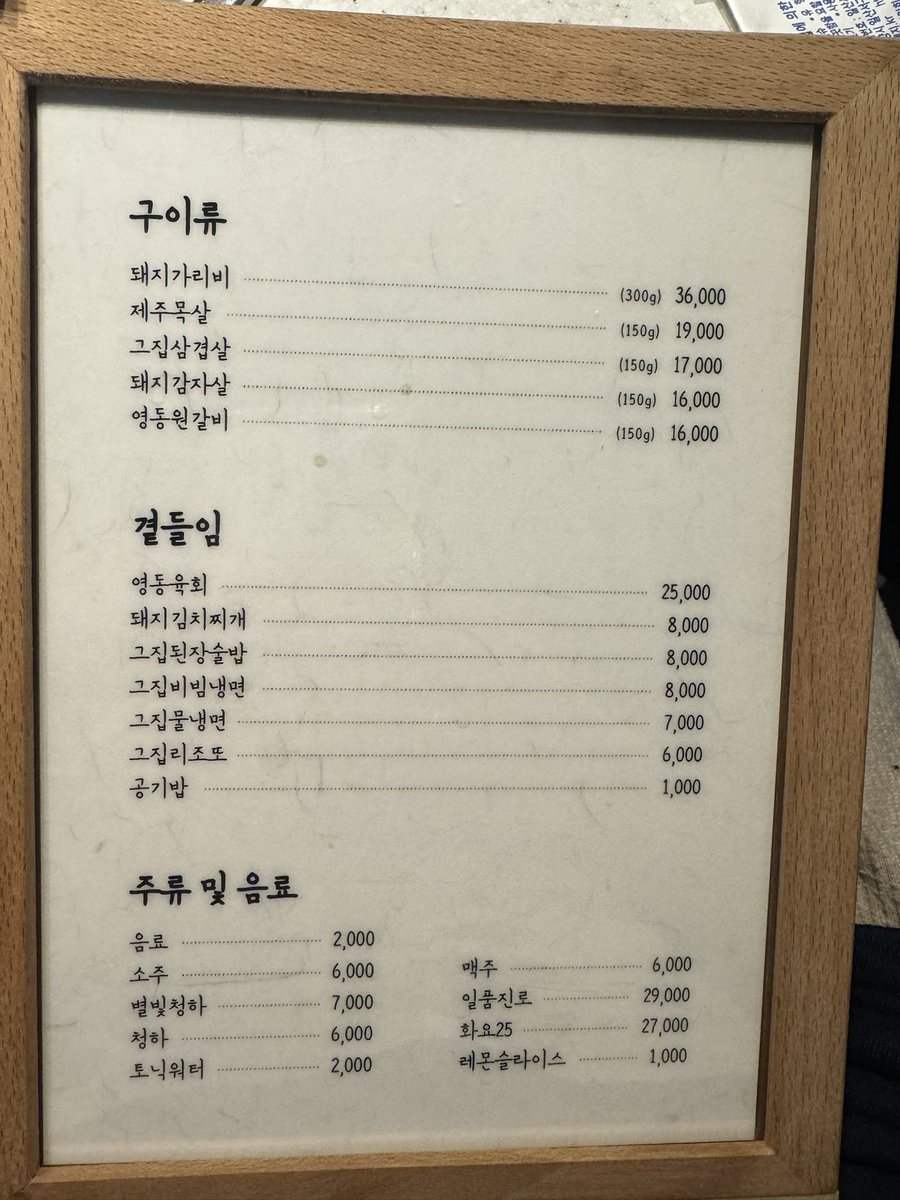 구이류
돼지가리비 (300g) 36,000
제주목살 (150g) 19,000
그집삼겹살 (150g) 17,000
돼지감자살 (150g) 16,000
영동원갈비 (150g) 16,000
곁들임
영동육회 25,000
돼지김치찌개 8,000
그집된장술밥 8,000
그집비빔냉면 8,000
그집물냉면 7,000
그집리조또 6,000
공기밥 1,000
주류 및 음료
음료 2,000
소주 6,000
별빛청하 7,000
청하 6,000
토닉워터 2,000
맥주 6,000
일품진로 29,000
화요25 27,000
레몬슬라이스 1,000